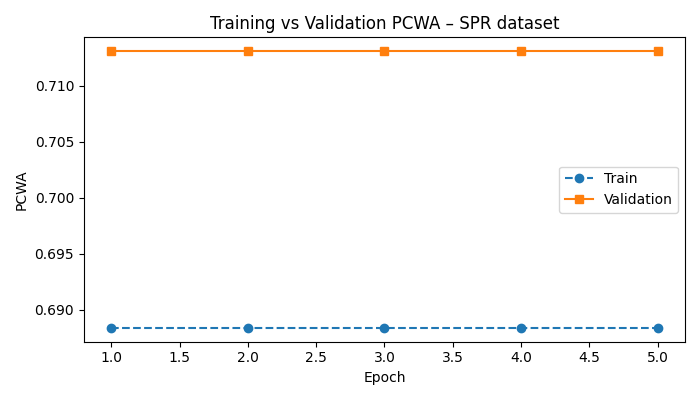 Training vs Validation PCWA – SPR dataset
0.710
0.705
0.700
0.695
0.690
PCWA
Train
Validation
1.0 1.5 2.0 2.5 3.0 3.5 4.0 4.5 5.0
Epoch